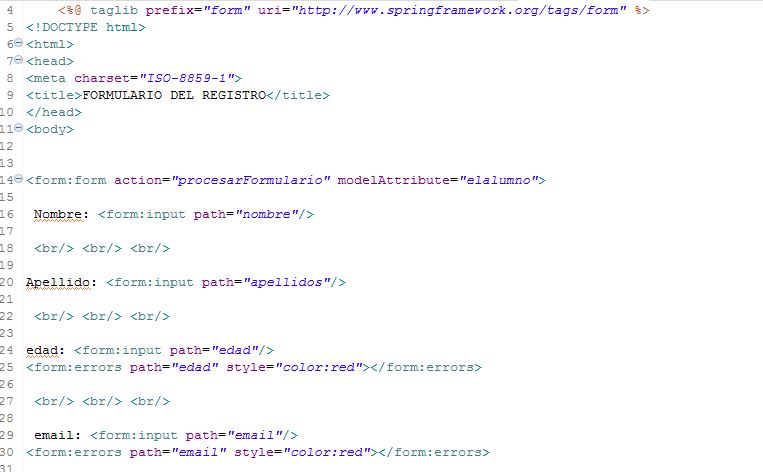 4 <%@ taglib prefix="form" uri="http://www.springframework.org/tags/form" %>
5 <!DOCTYPE html>
6 <html>
7 <head>
8 <meta charset="ISO-8859-1">
9 <title>FORMULARIO DEL REGISTRO</title>
10 </head>
11 <body>
12
13
14 <form:form action="procesarFormulario" modelAttribute="elalumno">
15
16 Nombre: <form:input path="nombre"/>
17
18 <br/> <br/> <br/>
19
20 Apellido: <form:input path="apellidos"/>
21
22 <br/> <br/> <br/>
23
24 edad: <form:input path="edad"/>
25 <form:errors path="edad" style="color:red"></form:errors>
26
27 <br/> <br/> <br/>
28
29 email: <form:input path="email"/>
30 <form:errors path="email" style="color:red"></form:errors>
31